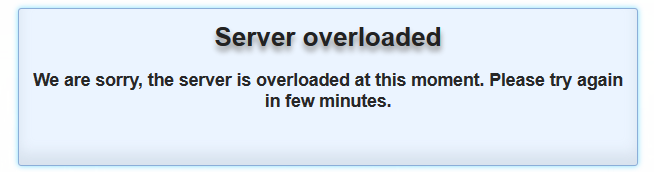 Server overloaded
We are sorry, the server is overloaded at this moment. Please try again
in few minutes.